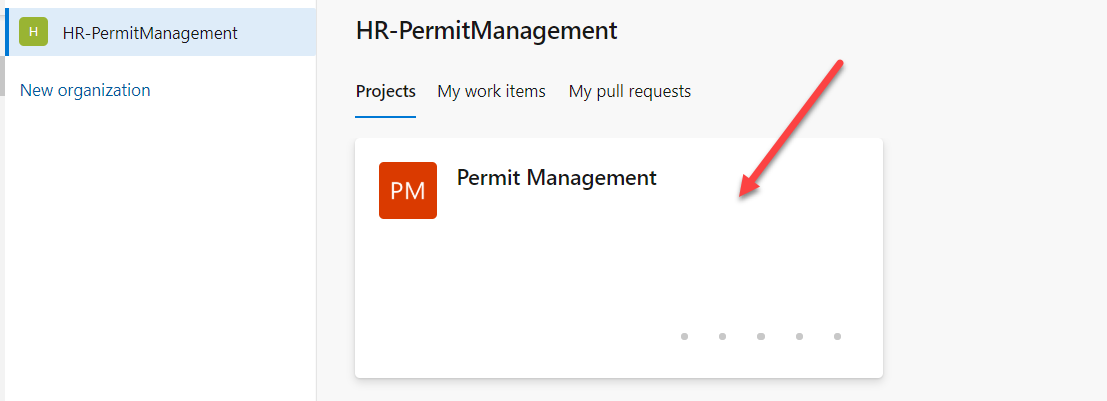 H
HR-PermitManagement
New organization
HR-PermitManagement
Projects My work items My pull requests
PM
Permit Management